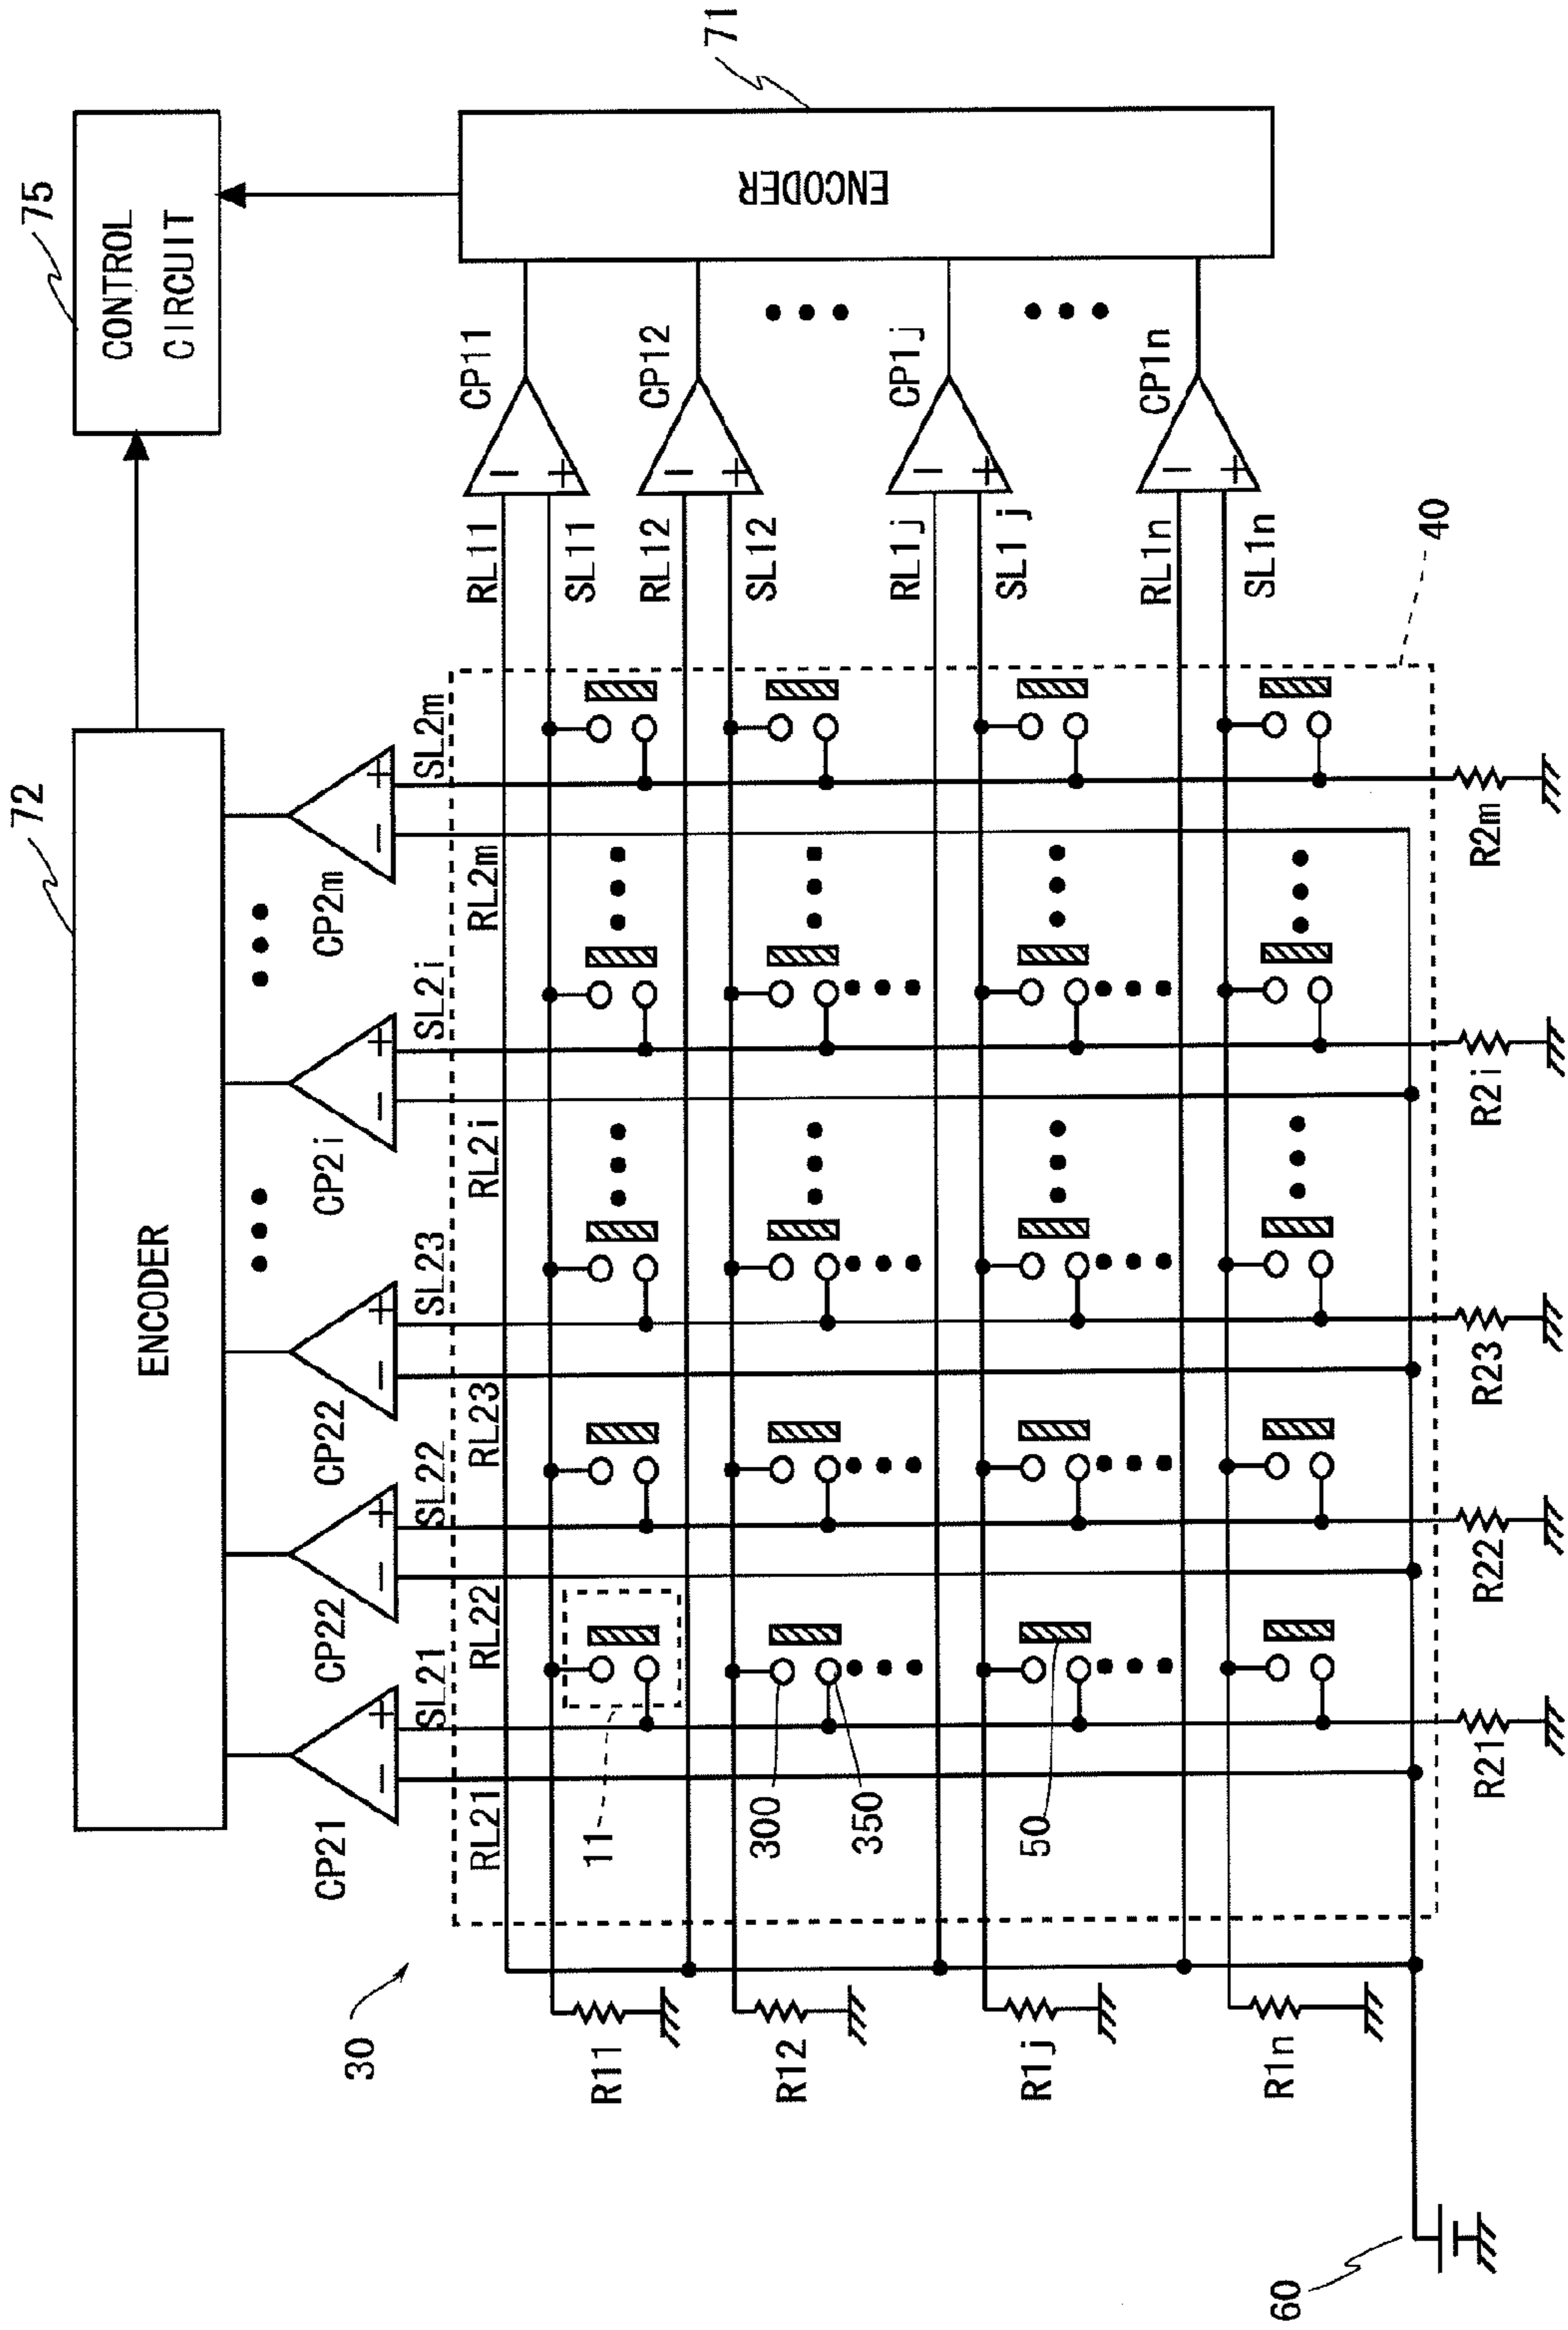 72
ENCODER
75
CONTROL
CIRCUIT
71
ENCODER
CP21
CP22
CP22
CP2i
CP2m
RL21
SL21
RL22
SL22
RL23
SL23
RL2i
SL2i
RL2m
SL2m
RL11
SL11
CP11
RL12
SL12
CP12
RL1j
SL1j
CP1j
RL1n
SL1n
CP1n
30
40
11
300
350
50
R11
R12
R1j
R1n
R21
R22
R23
R2i
R2m
60
− +
− +
− +
− +
− +
− +
− +
− +
− +